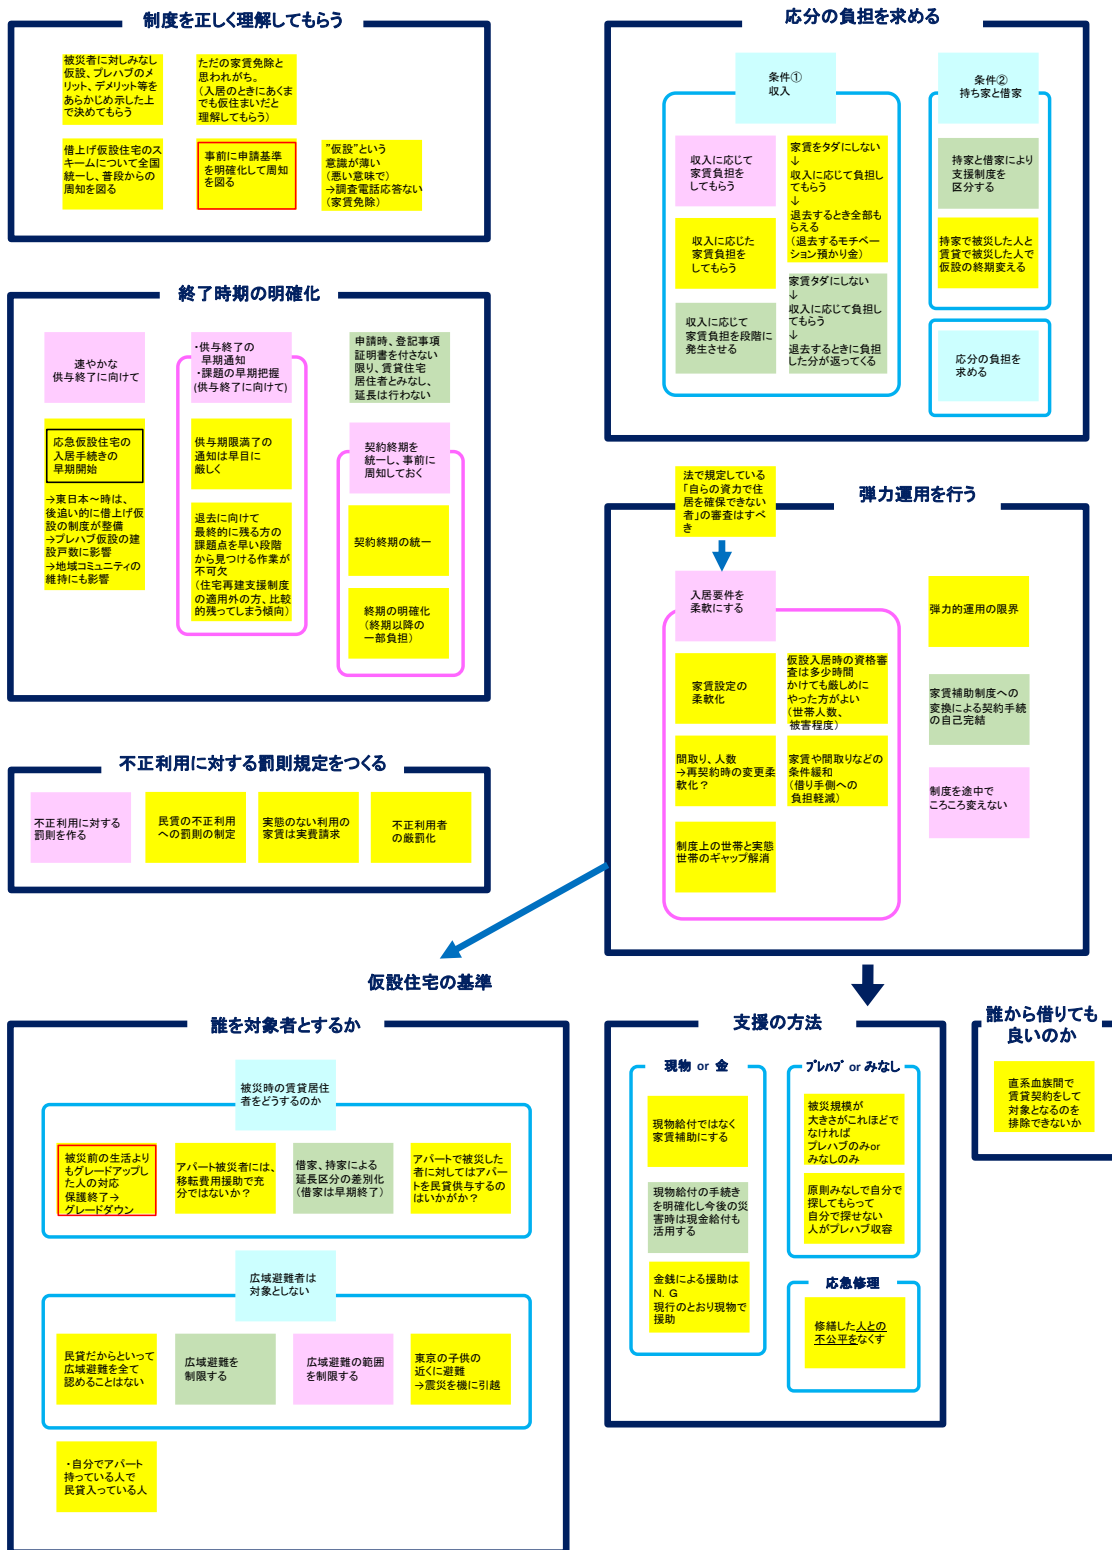 制度を正しく理解してもらう
被災者に対しみなし
仮設、プレハブのメ
リット、デメリット等を
あらかじめ示した上
で決めてもらう
ただの家賃免除と
思われがち。
（入居のときにあくま
でも仮住まいだと
理解してもらう）
借上げ仮設住宅のス
キームについて全国
統一し、普段からの
周知を図る
事前に申請基準
を明確化して周知
を図る
”仮設”という
意識が薄い
（悪い意味で）
→調査電話応答ない
（家賃免除）
終了時期の明確化
速やかな
供与終了に向けて
応急仮設住宅の
入居手続きの
早期開始
→東日本～時は、
後追い的に借上げ仮
設の制度が整備
→プレハブ仮設の建
設戸数に影響
→地域コミュニティの
維持にも影響
・供与終了の
早期通知
・課題の早期把握
(供与終了に向けて)
供与期限満了の
通知は早目に
厳しく
退去に向けて
最終的に残る方の
課題点を早い段階
から見つける作業が
不可欠
（住宅再建支援制度
の適用外の方、比較
的残ってしまう傾向）
申請時、登記事項
証明書を付さない
限り、賃貸住宅
居住者とみなし、
延長は行わない
契約終期を
統一し、事前に
周知しておく
契約終期の統一
終期の明確化
（終期以降の
一部負担）
不正利用に対する罰則規定をつくる
不正利用に対する
罰則を作る
民賃の不正利用
への罰則の制定
実態のない利用の
家賃は実費請求
不正利用者
の厳罰化
応分の負担を求める
条件①
収入
収入に応じて
家賃負担を
してもらう
収入に応じた
家賃負担を
してもらう
収入に応じて
家賃負担を段階に
発生させる
家賃をタダにしない
↓
収入に応じて負担し
てもらう
↓
退去するとき全部も
らえる
（退去するモチベー
ション預かり金）
家賃タダにしない
↓
収入に応じて負担し
てもらう
↓
退去するときに負担
した分が返ってくる
条件②
持ち家と借家
持家と借家により
支援制度を
区分する
持家で被災した人と
賃貸で被災した人で
仮設の終期変える
応分の負担を
求める
弾力運用を行う
法で規定している
「自らの資力で住
居を確保できない
者」の審査はすべ
き
入居要件を
柔軟にする
家賃設定の
柔軟化
仮設入居時の資格審
査は多少時間
かけても厳しめに
やった方がよい
（世帯人数、
被害程度）
間取り、人数
→再契約時の変更柔
軟化？
家賃や間取りなどの
条件緩和
（借り手側への
負担軽減）
制度上の世帯と実態
世帯のギャップ解消
弾力的運用の限界
家賃補助制度への
変換による契約手続
の自己完結
制度を途中で
ころころ変えない
仮設住宅の基準
誰を対象者とするか
被災時の賃貸居住
者をどうするのか
被災前の生活より
もグレードアップし
た人の対応
保護終了→
グレードダウン
アパート被災者には、
移転費用援助で充
分ではないか？
借家、持家による
延長区分の差別化
（借家は早期終了）
アパートで被災した
者に対してはアパー
トを民貸供与するの
はいかがか？
広域避難者は
対象としない
民貸だからといって
広域避難を全て
認めることはない
広域避難を
制限する
広域避難の範囲
を制限する
東京の子供の
近くに避難
→震災を機に引越
・自分でアパート
持っている人で
民貸入っている人
支援の方法
現物 or 金
現物給付ではなく
家賃補助にする
現物給付の手続き
を明確化し今後の災
害時は現金給付も
活用する
金銭による援助は
N．G
現行のとおり現物で
援助
ﾌﾟﾚﾊﾌﾞ or みなし
被災規模が
大きさがこれほどで
なければ
プレハブのみor
みなしのみ
原則みなしで自分で
探してもらって
自分で探せない
人がプレハブ収容
応急修理
修繕した人との
不公平をなくす
誰から借りても
良いのか
直系血族間で
賃貸契約をして
対象となるのを
排除できないか